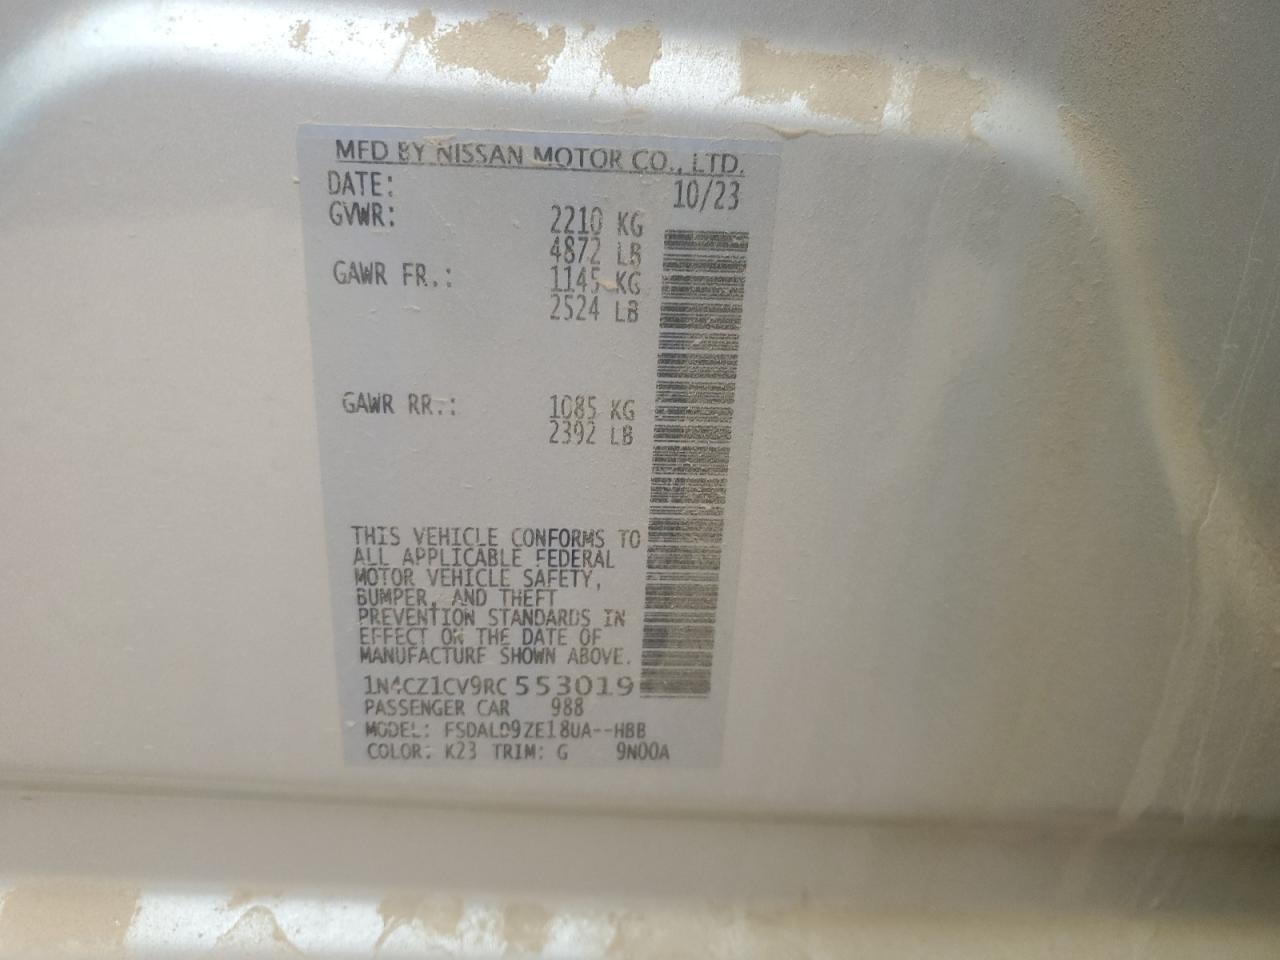 MFD BY NISSAN MOTOR CO., LTD.
DATE: 10/23
GVWR: 2210 KG
4872 LB
GAWR FR.: 1145 KG
2524 LB
GAWR RR.: 1085 KG
2392 LB
THIS VEHICLE CONFORMS TO
ALL APPLICABLE FEDERAL
MOTOR VEHICLE SAFETY,
BUMPER, AND THEFT
PREVENTION STANDARDS IN
EFFECT ON THE DATE OF
MANUFACTURE SHOWN ABOVE.
1N4CZ1CV9RC553019
PASSENGER CAR 988
MODEL: FSDALD9ZE18UA--HBB
COLOR: K23 TRIM: G 9N00A